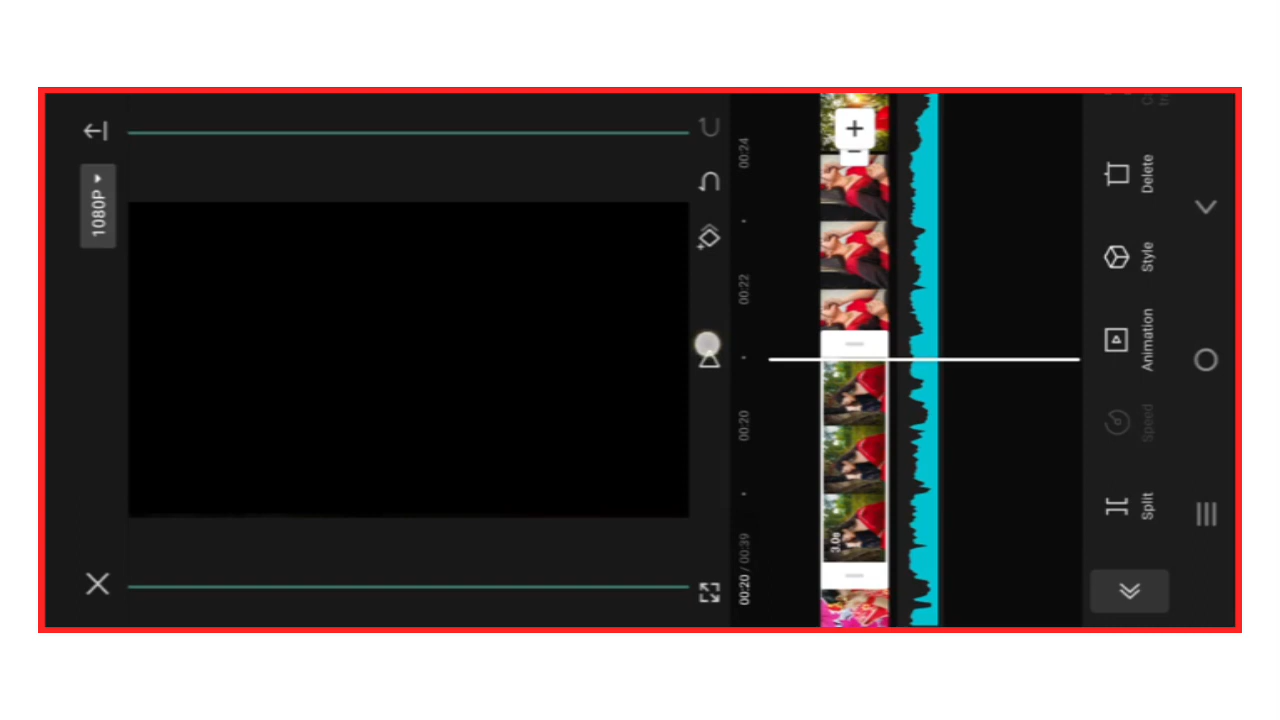 1080P
00:20 / 00:39
00:20
00:22
00:24
3.0s
Split
Speed
Animation
Style
Delete